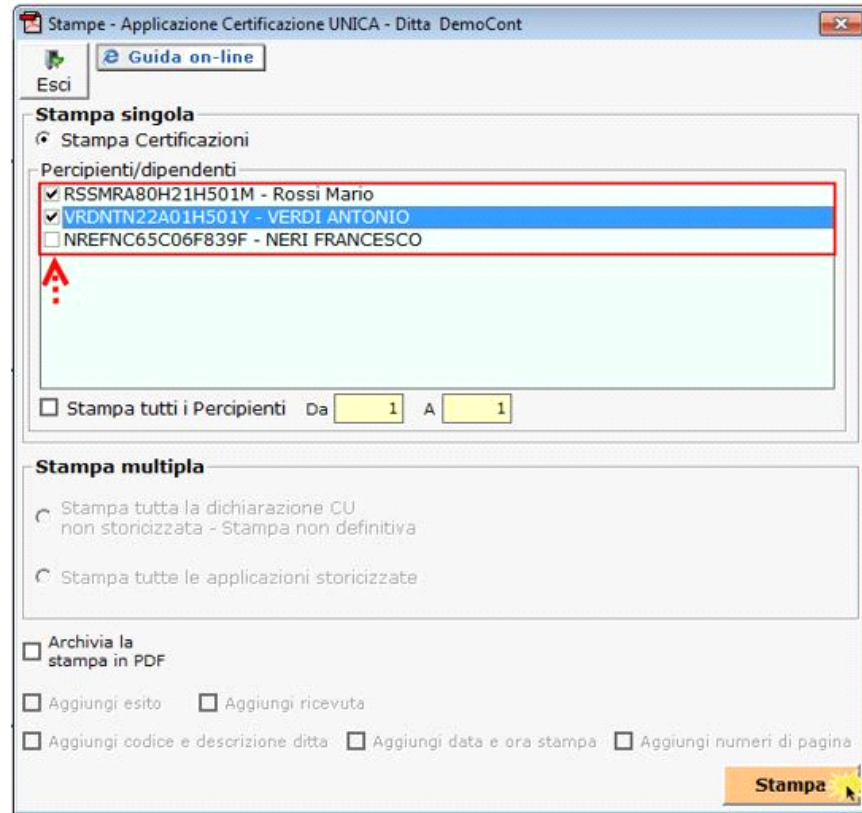 Stampe - Applicazione Certificazione UNICA - Ditta DemoCont
Guida on-line
Esci
Stampa singola
Stampa Certificazioni
Percipienti/dipendenti
RSSMRA80H21H501M - Rossi Mario
VRDNTN22A01H501Y - VERDI ANTONIO
NREFNC65C06F839F - NERI FRANCESCO
Stampa tutti i Percipienti Da 1 A 1
Stampa multipla
Stampa tutta la dichiarazione CU
non storicizzata - Stampa non definitiva
Stampa tutte le applicazioni storicizzate
Archivia la
stampa in PDF
Aggiungi esito Aggiungi ricevuta
Aggiungi codice e descrizione ditta Aggiungi data e ora stampa Aggiungi numeri di pagina
Stampa